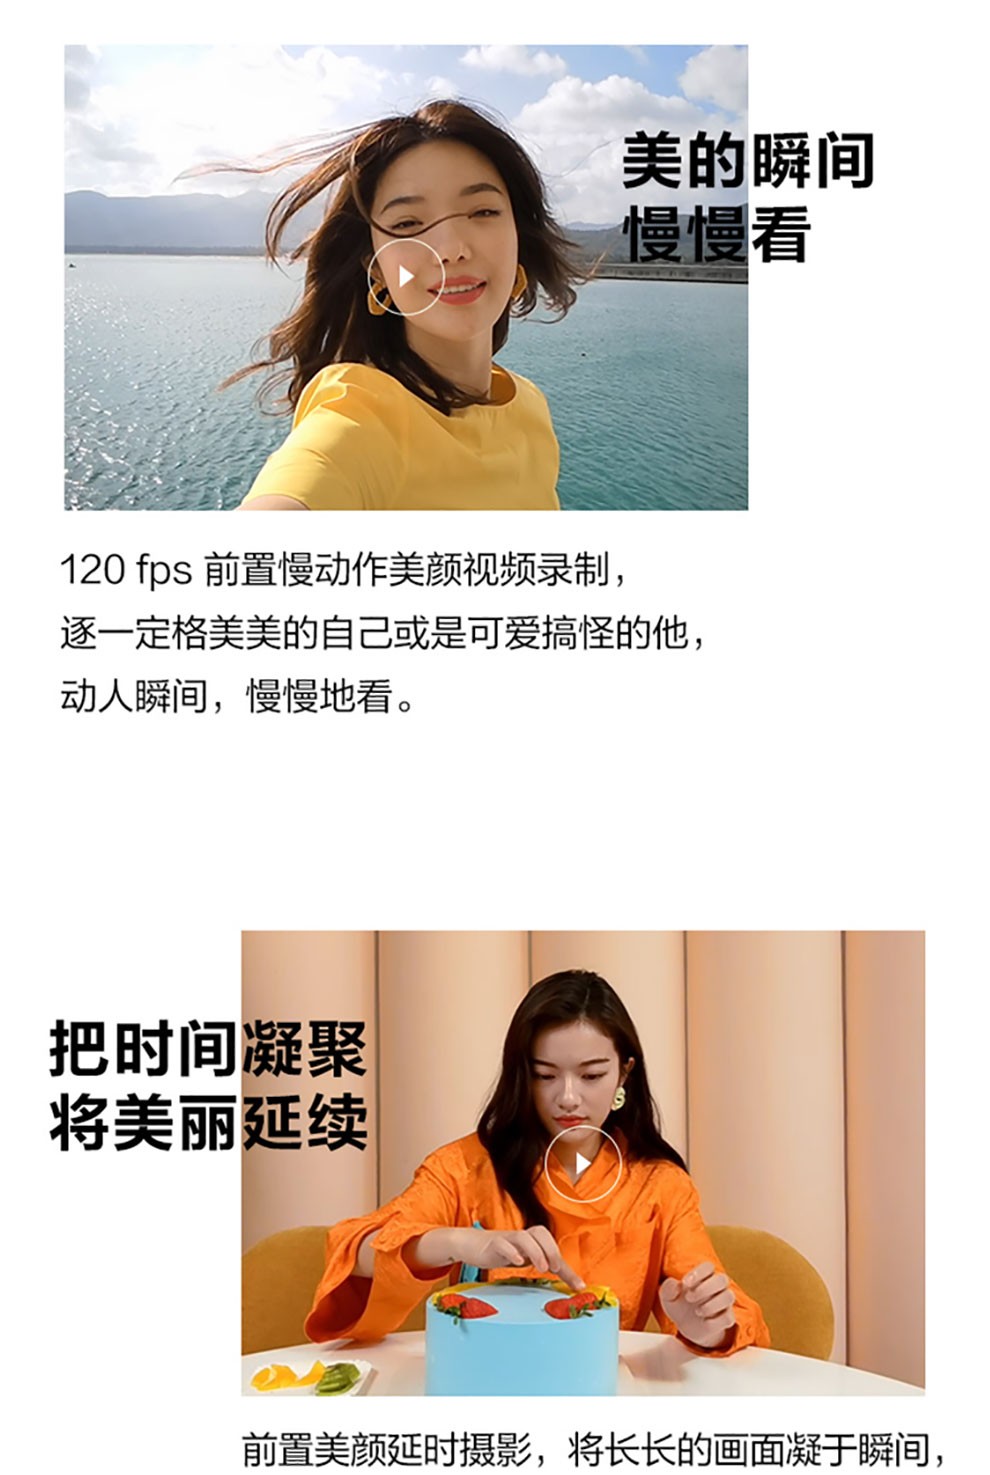 美的瞬间
慢慢看
120 fps 前置慢动作美颜视频录制，
逐一定格美美的自己或是可爱搞怪的他，
动人瞬间，慢慢地看。
把时间凝聚
将美丽延续
前置美颜延时摄影，将长长的画面凝于瞬间，